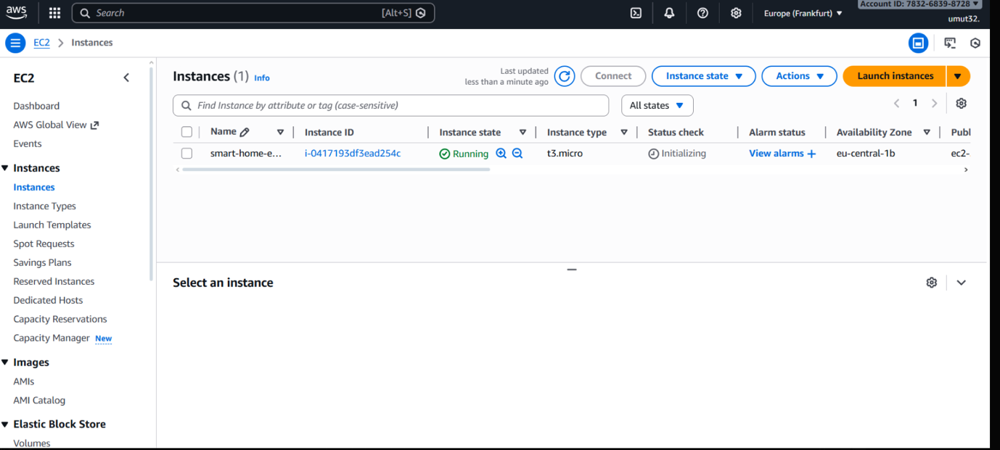 aws Search [Alt+S] Europe (Frankfurt) Account ID: 7832-6839-8728
umut32.
EC2 Instances
EC2
Dashboard
AWS Global View
Events
Instances
Instances
Instance Types
Launch Templates
Spot Requests
Savings Plans
Reserved Instances
Dedicated Hosts
Capacity Reservations
Capacity Manager New
Images
AMIs
AMI Catalog
Elastic Block Store
Volumes
Instances (1) Info
Last updated
less than a minute ago
Connect Instance state Actions Launch instances
Find Instance by attribute or tag (case-sensitive) All states 1
Name Instance ID Instance state Instance type Status check Alarm status Availability Zone Publ
smart-home-e... i-0417193df3ead254c Running t3.micro Initializing View alarms + eu-central-1b ec2-
Select an instance